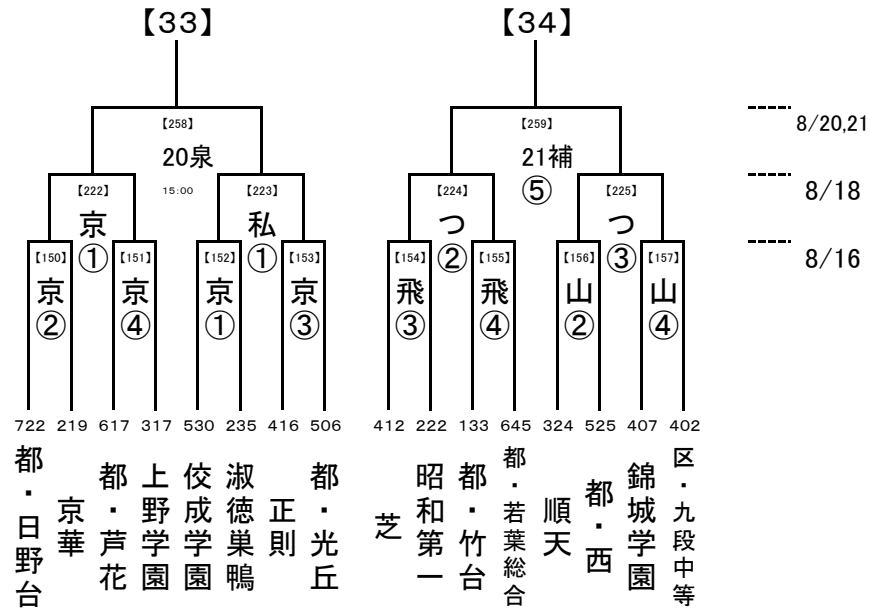 【33】 【34】
8/20,21
【258】 【259】
20泉 21補
15:00 ⑤
8/18
【222】 【223】 【224】 【225】
京 私 つ つ
① ① ② ③
8/16
【150】 【151】 【152】 【153】 【154】 【155】 【156】 【157】
京 京 京 京 飛 飛 山 山
② ④ ① ③ ③ ④ ② ④
722 219 617 317 530 235 416 506 412 222 133 645 324 525 407 402
都・日野台
京華
都・芦花
上野学園
佼成学園
淑徳巣鴨
正則
都・光丘
芝
昭和第一
都・竹台
都・若葉総合
順天
都・西
錦城学園
区・九段中等